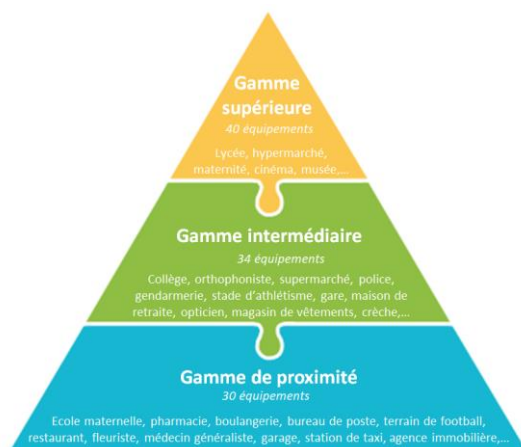 Gamme
supérieure
40 équipements
Lycée, hypermarché,
maternité, cinéma, musée,...
Gamme intermédiaire
34 équipements
Collège, orthophoniste, supermarché, police,
gendarmerie, stade d'athlétisme, gare, maison de
retraite, opticien, magasin de vêtements, crèche,...
Gamme de proximité
30 équipements
Ecole maternelle, pharmacie, boulangerie, bureau de poste, terrain de football,
restaurant, fleuriste, médecin généraliste, garage, station de taxi, agence immobilière,...